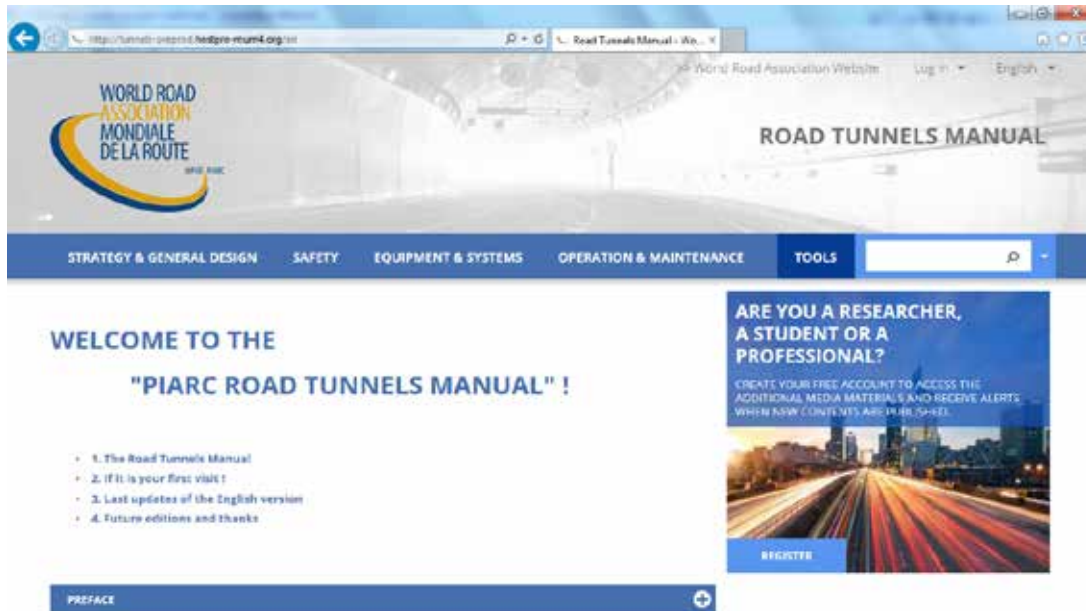 Road Tunnels Manual - Wo...
World Road Association Website
Log in
English
WORLD ROAD
ASSOCIATION
MONDIALE
DE LA ROUTE
ROAD TUNNELS MANUAL
STRATEGY & GENERAL DESIGN
SAFETY
EQUIPMENT & SYSTEMS
OPERATION & MAINTENANCE
TOOLS
WELCOME TO THE
"PIARC ROAD TUNNELS MANUAL" !
1. The Road Tunnels Manual
2. If it is your first visit !
3. Last updates of the English version
4. Future editions and thanks
PREFACE
ARE YOU A RESEARCHER,
A STUDENT OR A
PROFESSIONAL?
CREATE YOUR FREE ACCOUNT TO ACCESS THE
ADDITIONAL MEDIA MATERIALS AND RECEIVE ALERTS
WHEN NEW CONTENTS ARE PUBLISHED.
REGISTER